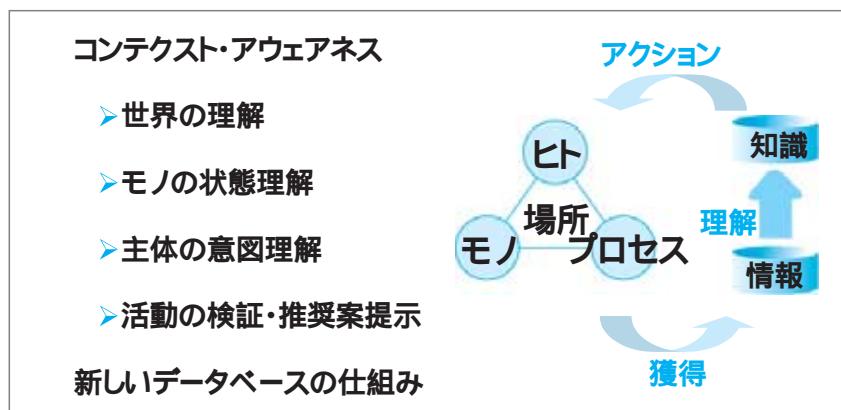 コンテクスト・アウェアネス
➢世界の理解
➢モノの状態理解
➢主体の意図理解
➢活動の検証・推奨案提示
新しいデータベースの仕組み
アクション
知識
ヒト
場所
理解
モノ
プロセス
情報
獲得